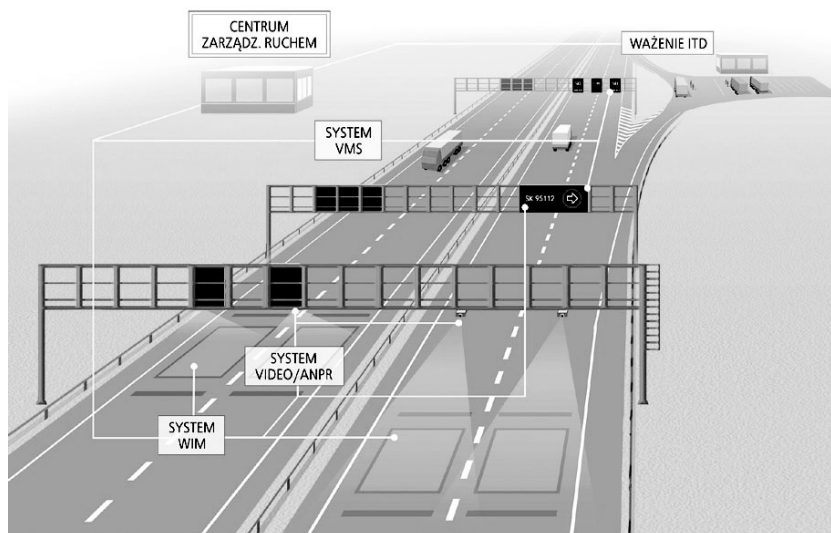 CENTRUM
ZARZĄDZ. RUCHEM
WAŻENIE ITD
SYSTEM
VMS
SK 95112
SYSTEM
VIDEO/ANPR
SYSTEM
WIM